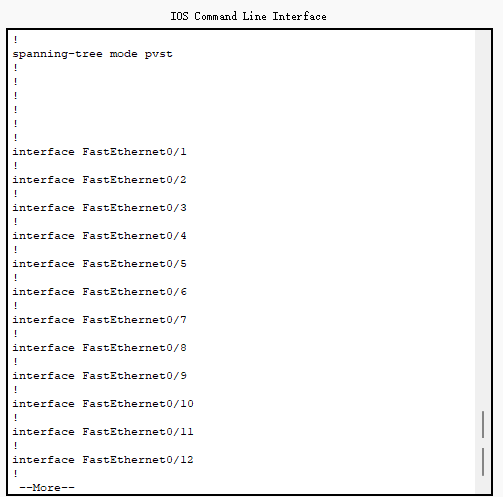 IOS Command Line Interface
!
spanning-tree mode pvst
!
!
!
!
!
!
interface FastEthernet0/1
!
interface FastEthernet0/2
!
interface FastEthernet0/3
!
interface FastEthernet0/4
!
interface FastEthernet0/5
!
interface FastEthernet0/6
!
interface FastEthernet0/7
!
interface FastEthernet0/8
!
interface FastEthernet0/9
!
interface FastEthernet0/10
!
interface FastEthernet0/11
!
interface FastEthernet0/12
!
--More--